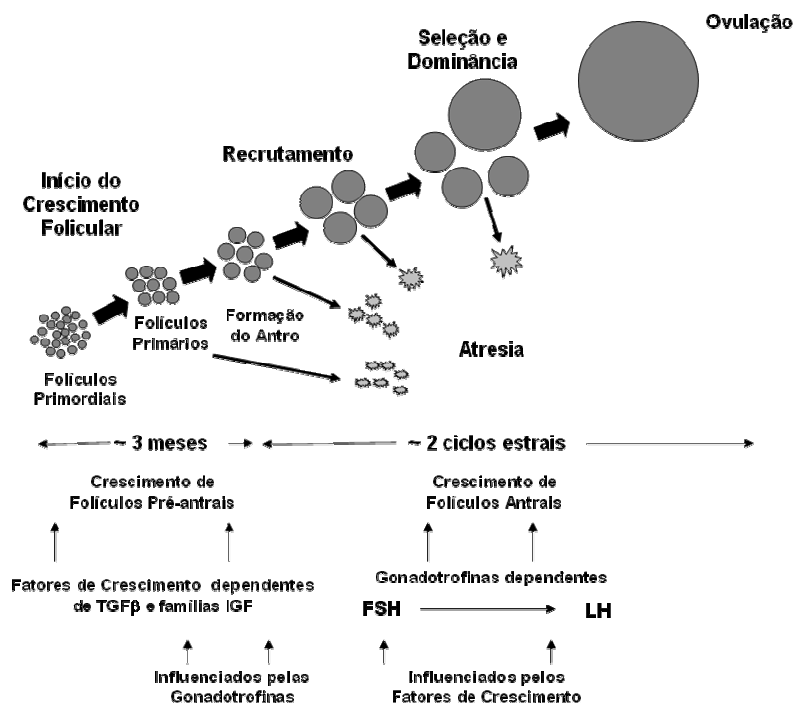 Ovulação
Seleção e
Dominância
Recrutamento
Início do
Crescimento
Folicular
Folículos
Primários
Formação
do Antro
Atresia
Folículos
Primordiais
~ 3 meses
~ 2 ciclos estrais
Crescimento de
Folículos Pré-antrais
Crescimento de
Folículos Antrais
Fatores de Crescimento dependentes
de TGFβ e famílias IGF
Gonadotrofinas dependentes
FSH
LH
Influenciados pelas
Gonadotrofinas
Influenciados pelos
Fatores de Crescimento